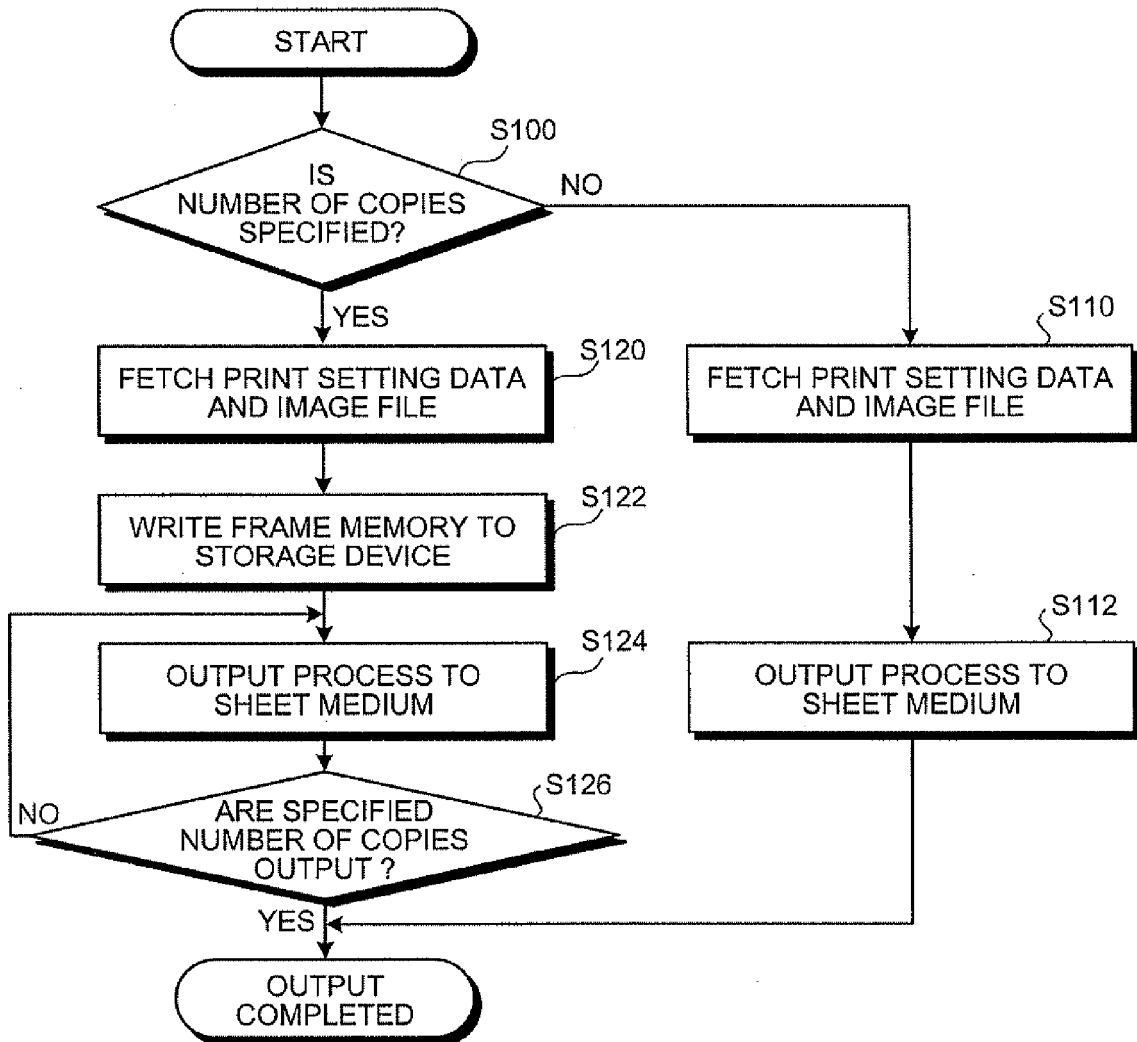 START
S100
IS
NUMBER OF COPIES
SPECIFIED?
NO
YES
S120
FETCH PRINT SETTING DATA
AND IMAGE FILE
S110
FETCH PRINT SETTING DATA
AND IMAGE FILE
S122
WRITE FRAME MEMORY TO
STORAGE DEVICE
S124
OUTPUT PROCESS TO
SHEET MEDIUM
S112
OUTPUT PROCESS TO
SHEET MEDIUM
S126
ARE SPECIFIED
NUMBER OF COPIES
OUTPUT ?
NO
YES
OUTPUT
COMPLETED